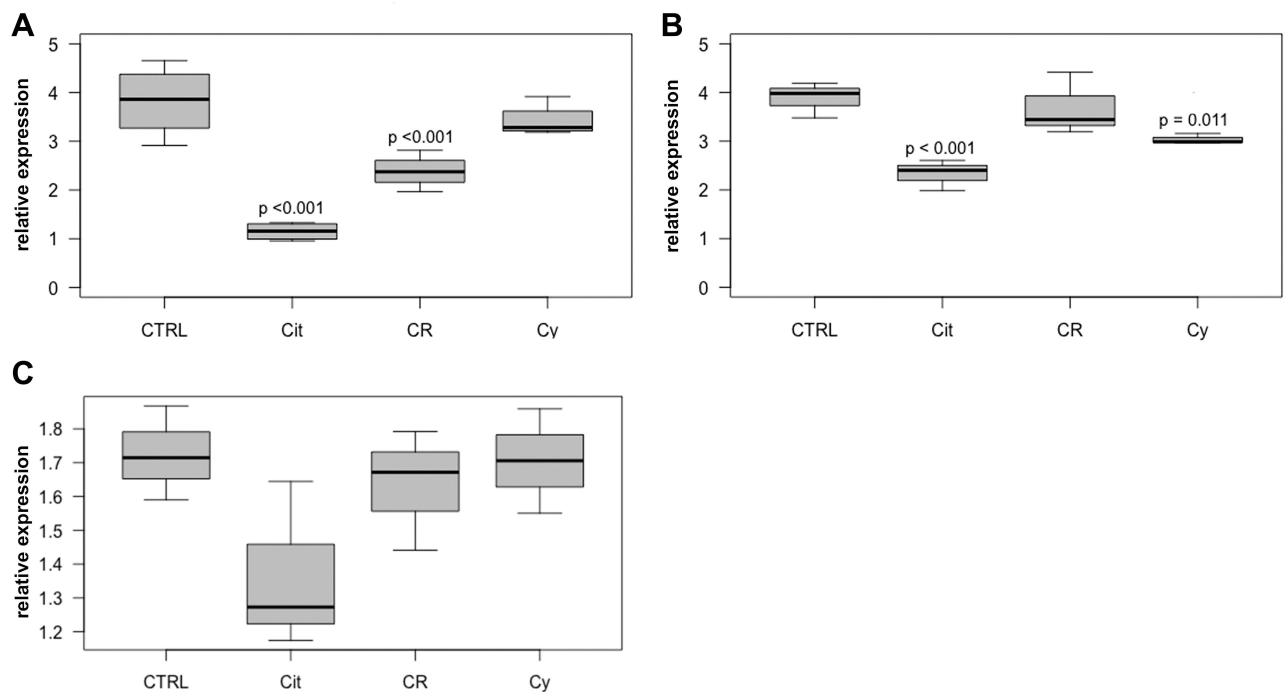 A
relative expression
5
4
3
2
1
0
p <0.001
p <0.001
CTRL Cit CR Cy
B
relative expression
5
4
3
2
1
0
p < 0.001
p = 0.011
CTRL Cit CR Cy
C
relative expression
1.8
1.7
1.6
1.5
1.4
1.3
1.2
CTRL Cit CR Cy